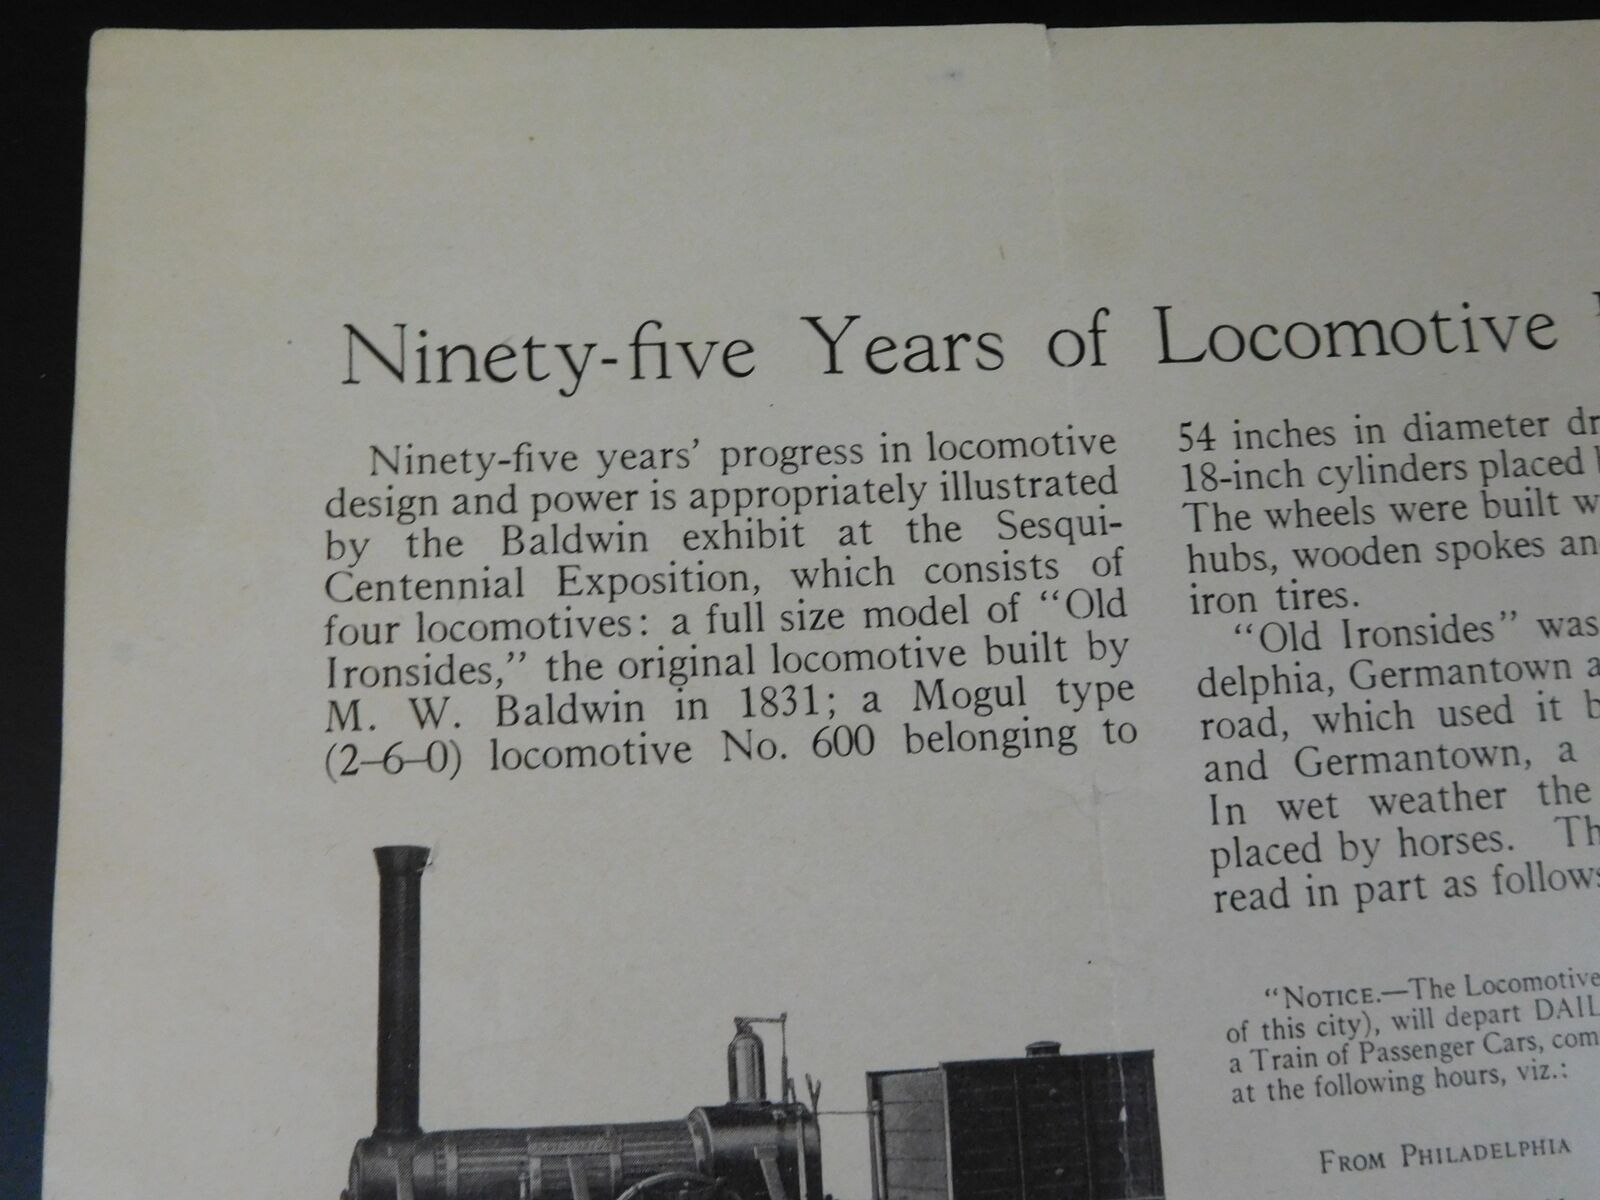 Ninety-five Years of Locomotive
Ninety-five years' progress in locomotive
design and power is appropriately illustrated
by the Baldwin exhibit at the Sesqui-
Centennial Exposition, which consists of
four locomotives: a full size model of "Old
Ironsides," the original locomotive built by
M. W. Baldwin in 1831; a Mogul type
(2–6–0) locomotive No. 600 belonging to
54 inches in diameter
18-inch cylinders placed
The wheels were built
hubs, wooden spokes
iron tires.
"Old Ironsides" was
delphia, Germantown
road, which used it
and Germantown, a
In wet weather the
placed by horses.
read in part as follows
"NOTICE.—The Locomotive
of this city), will depart
a Train of Passenger Cars,
at the following hours, viz.:
FROM PHILADELPHIA